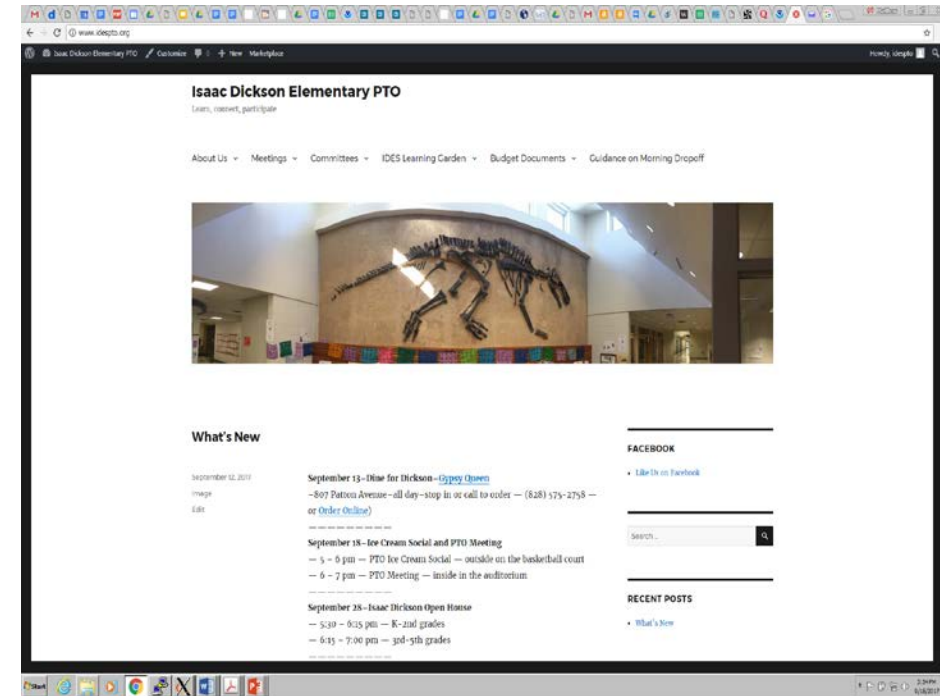 www.idespto.org
Isaac Dickson Elementary PTO Customize 0 + New Marketplace
Howdy, idespto
Isaac Dickson Elementary PTO
Learn, connect, participate
About Us Meetings Committees IDES Learning Garden Budget Documents Guidance on Morning Dropoff
What's New
September 12, 2017
Image
Edit
September 13–Dine for Dickson–Gypsy Queen
–807 Patton Avenue–all day–stop in or call to order — (828) 575-2758 —
or Order Online)
—————————
September 18–Ice Cream Social and PTO Meeting
— 5 – 6 pm — PTO Ice Cream Social — outside on the basketball court
— 6 – 7 pm — PTO Meeting — inside in the auditorium
—————————
September 28–Isaac Dickson Open House
— 5:30 – 6:15 pm — K-2nd grades
— 6:15 – 7:00 pm — 3rd-5th grades
—————————
FACEBOOK
Like Us on Facebook
Search …
RECENT POSTS
What's New
Start